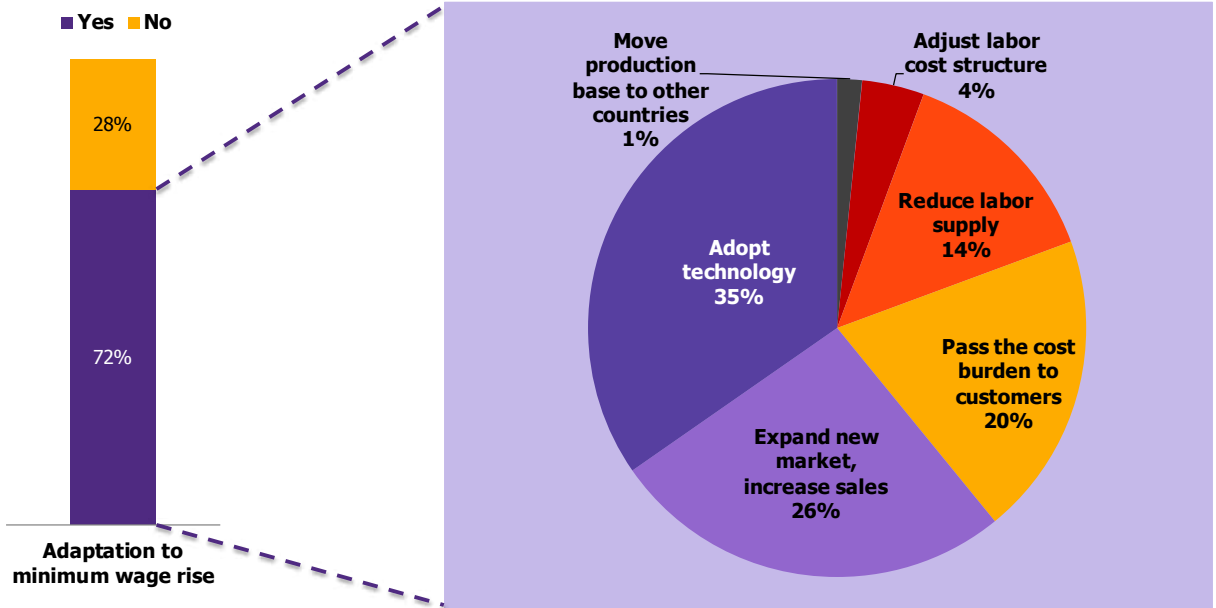 Yes No
28%
72%
Adaptation to
minimum wage rise
Move
production
base to other
countries
1%
Adjust labor
cost structure
4%
Reduce labor
supply
14%
Pass the cost
burden to
customers
20%
Expand new
market,
increase sales
26%
Adopt
technology
35%